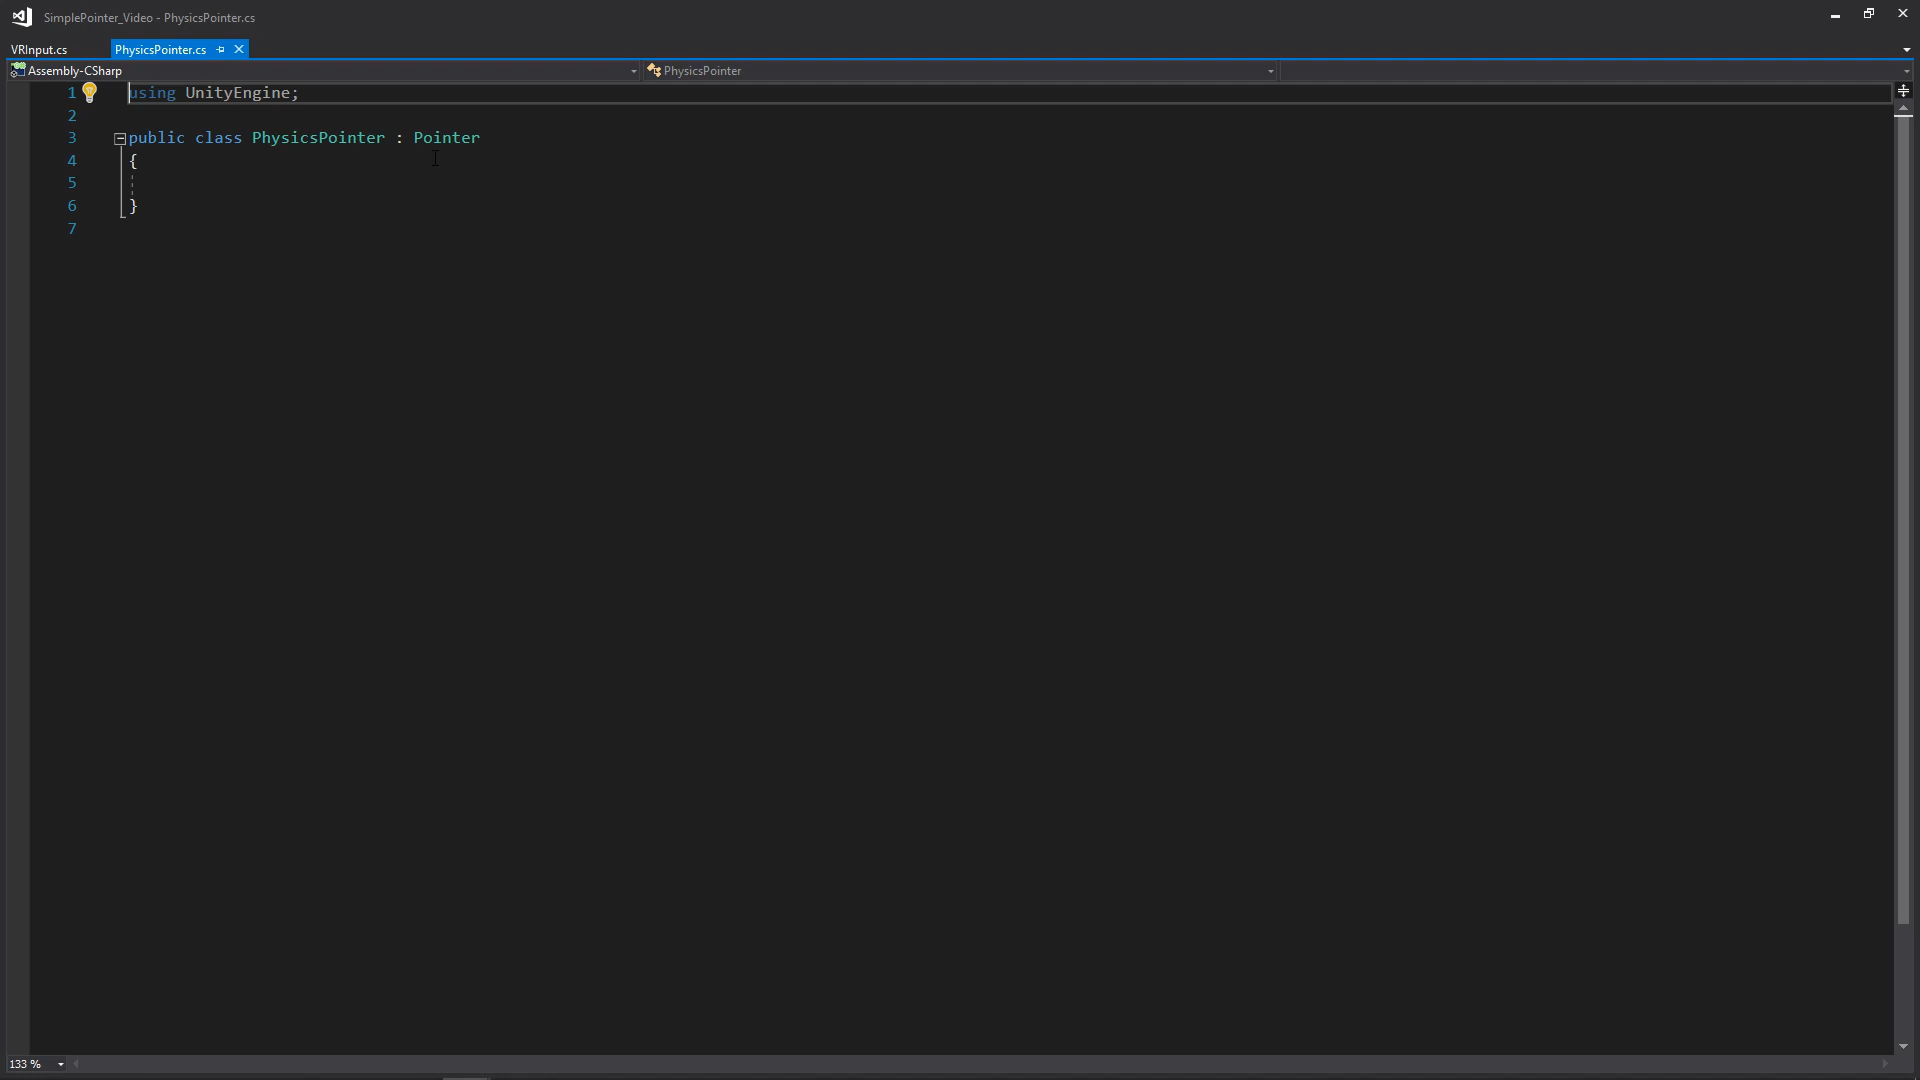 SimplePointer_Video - PhysicsPointer.cs
VRInput.cs
PhysicsPointer.cs
Assembly-CSharp
PhysicsPointer
1 using UnityEngine;
2
3 public class PhysicsPointer : Pointer
4 {
5
6 }
7
133 %